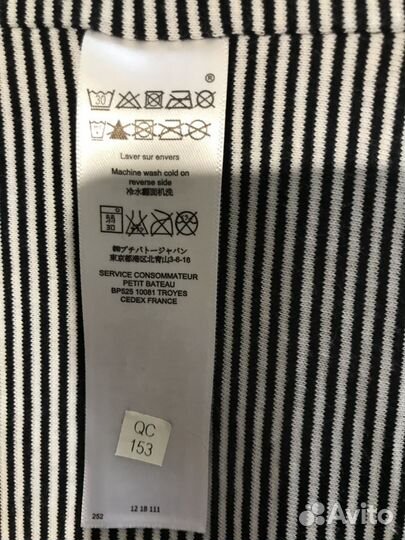 ®
30
Laver sur envers
Machine wash cold on
reverse side
冷水翻面机洗
30
㈱プチバトージャパン
東京都港区北青山3-6-16
SERVICE CONSOMMATEUR
PETIT BATEAU
BP525 10081 TROYES
CEDEX FRANCE
QC
153
12 18 111
252
Avito